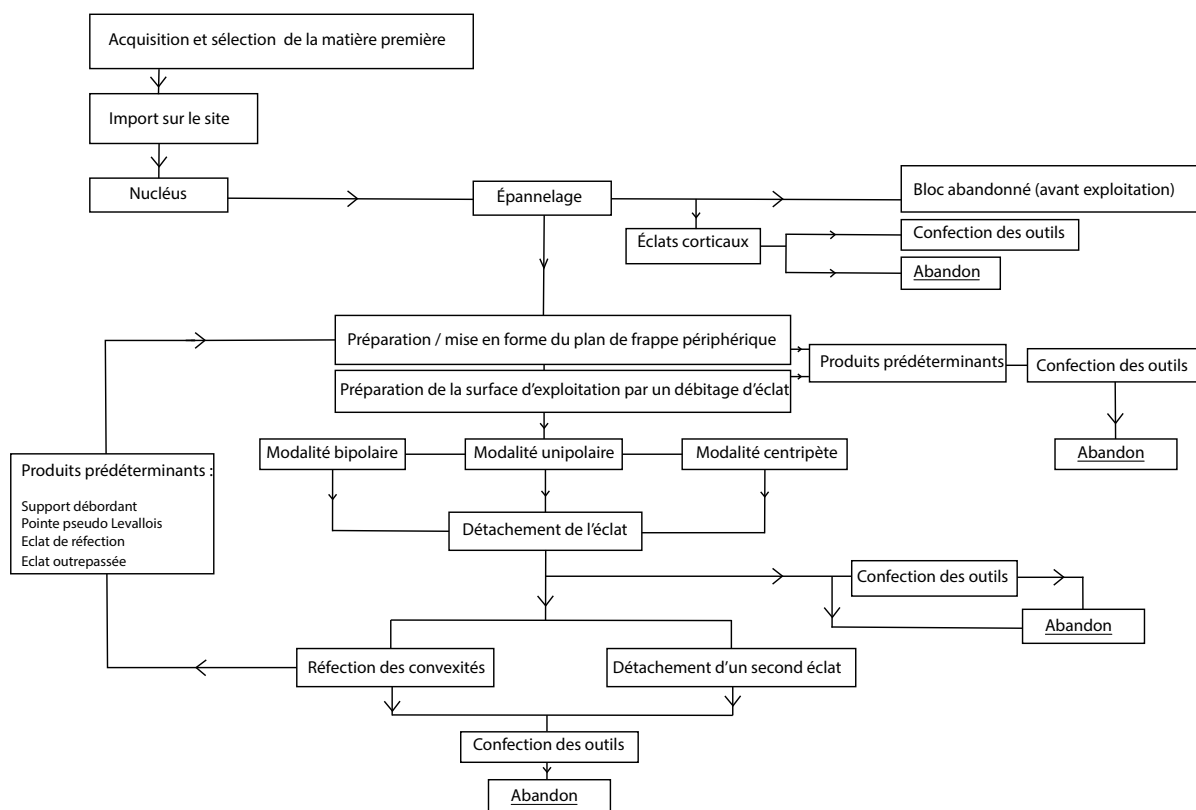 Acquisition et sélection de la matière première
Import sur le site
Nucléus
Épannelage
Bloc abandonné (avant exploitation)
Éclats corticaux
Confection des outils
Abandon
Préparation / mise en forme du plan de frappe périphérique
Préparation de la surface d'exploitation par un débitage d'éclat
Produits prédéterminants
Confection des outils
Abandon
Modalité bipolaire
Modalité unipolaire
Modalité centripète
Produits prédéterminants :
Support débordant
Pointe pseudo Levallois
Eclat de réfection
Eclat outrepassée
Détachement de l'éclat
Confection des outils
Abandon
Réfection des convexités
Détachement d'un second éclat
Confection des outils
Abandon